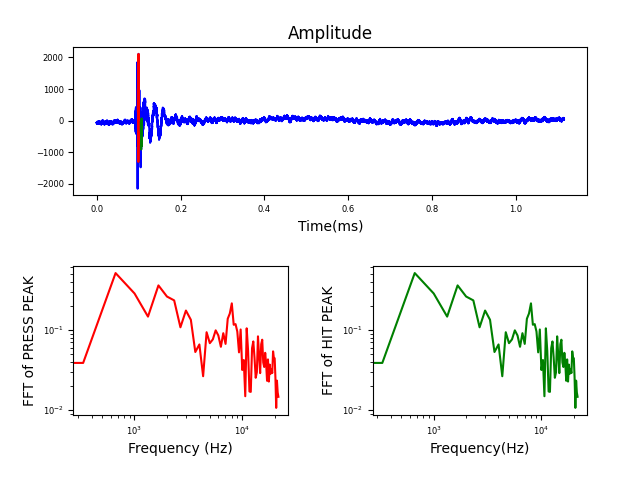 Amplitude
2000
1000
0
−1000
−2000
0.0 0.2 0.4 0.6 0.8 1.0
Time(ms)
FFT of PRESS PEAK
10⁻¹
10⁻²
10³ 10⁴
Frequency (Hz)
FFT of HIT PEAK
10⁻¹
10⁻²
10³ 10⁴
Frequency(Hz)